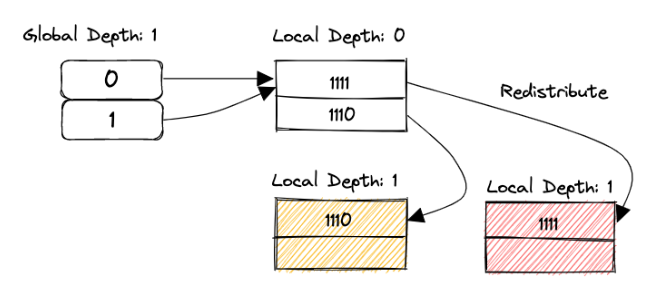 Global Depth: 1
Local Depth: 0
0
1
1111
1110
Redistribute
Local Depth: 1
1110
Local Depth: 1
1111